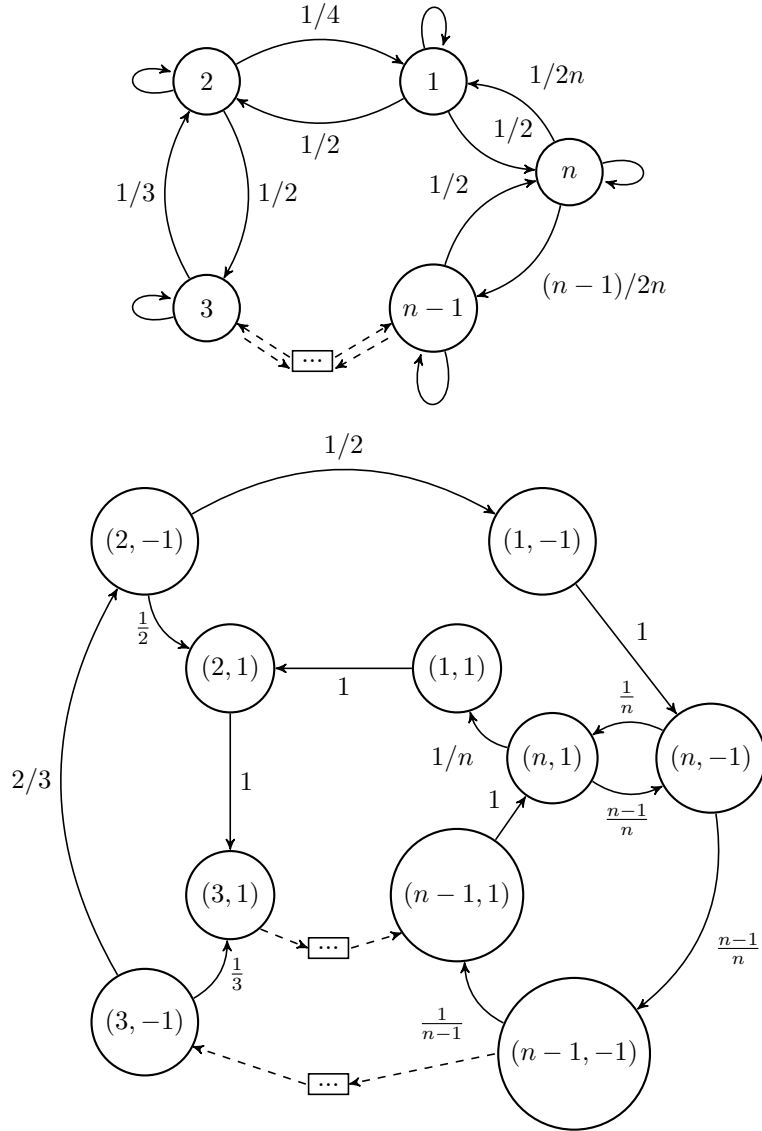 1/4
2
1
1/2n
1/2
1/2
n
1/3
1/2
1/2
(n − 1)/2n
3
n − 1
...
1/2
(2, −1)
(1, −1)
1/2
1
(2, 1)
(1, 1)
1
1/n
2/3
1/n
(n, 1)
(n, −1)
1
1
(n−1)/n
(3, 1)
(n − 1, 1)
...
(n−1)/n
1/3
(3, −1)
1/(n−1)
(n − 1, −1)
...